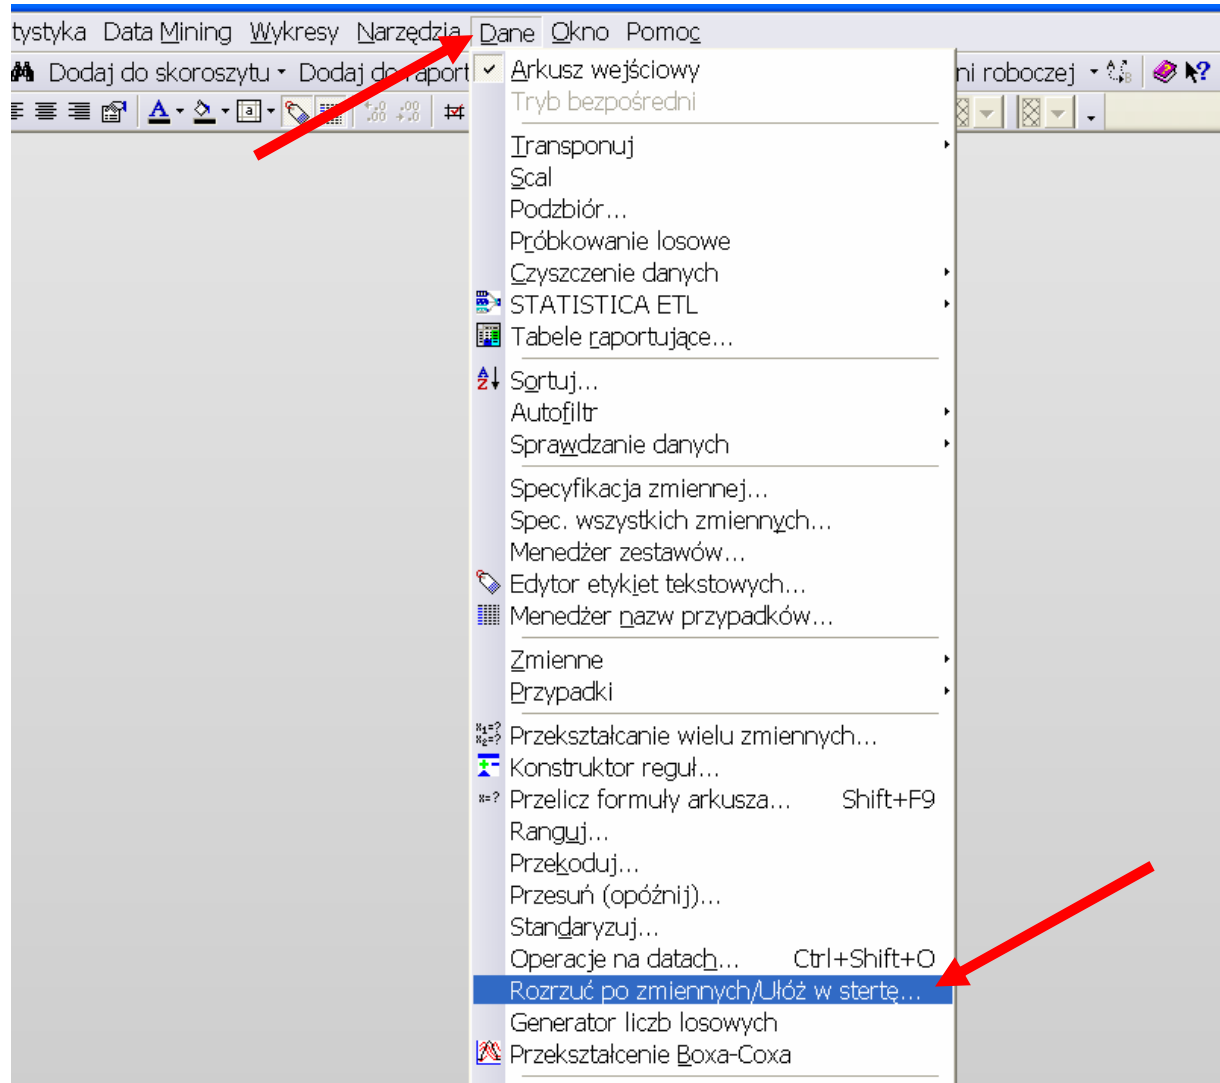 tystyka Data Mining Wykresy Narzędzia Dane Okno Pomoc
Dodaj do skoroszytu Dodaj do raport
ni roboczej
Arkusz wejściowy
Tryb bezpośredni
Transponuj
Scal
Podzbiór...
Próbkowanie losowe
Czyszczenie danych
STATISTICA ETL
Tabele raportujące...
Sortuj...
Autofiltr
Sprawdzanie danych
Specyfikacja zmiennej...
Spec. wszystkich zmiennych...
Menedżer zestawów...
Edytor etykiet tekstowych...
Menedżer nazw przypadków...
Zmienne
Przypadki
Przekształcanie wielu zmiennych...
Konstruktor reguł...
Przelicz formuły arkusza... Shift+F9
Ranguj...
Przekoduj...
Przesuń (opóźnij)...
Standaryzuj...
Operacje na datach... Ctrl+Shift+O
Rozrzuć po zmiennych/Ułóż w stertę...
Generator liczb losowych
Przekształcenie Boxa-Coxa